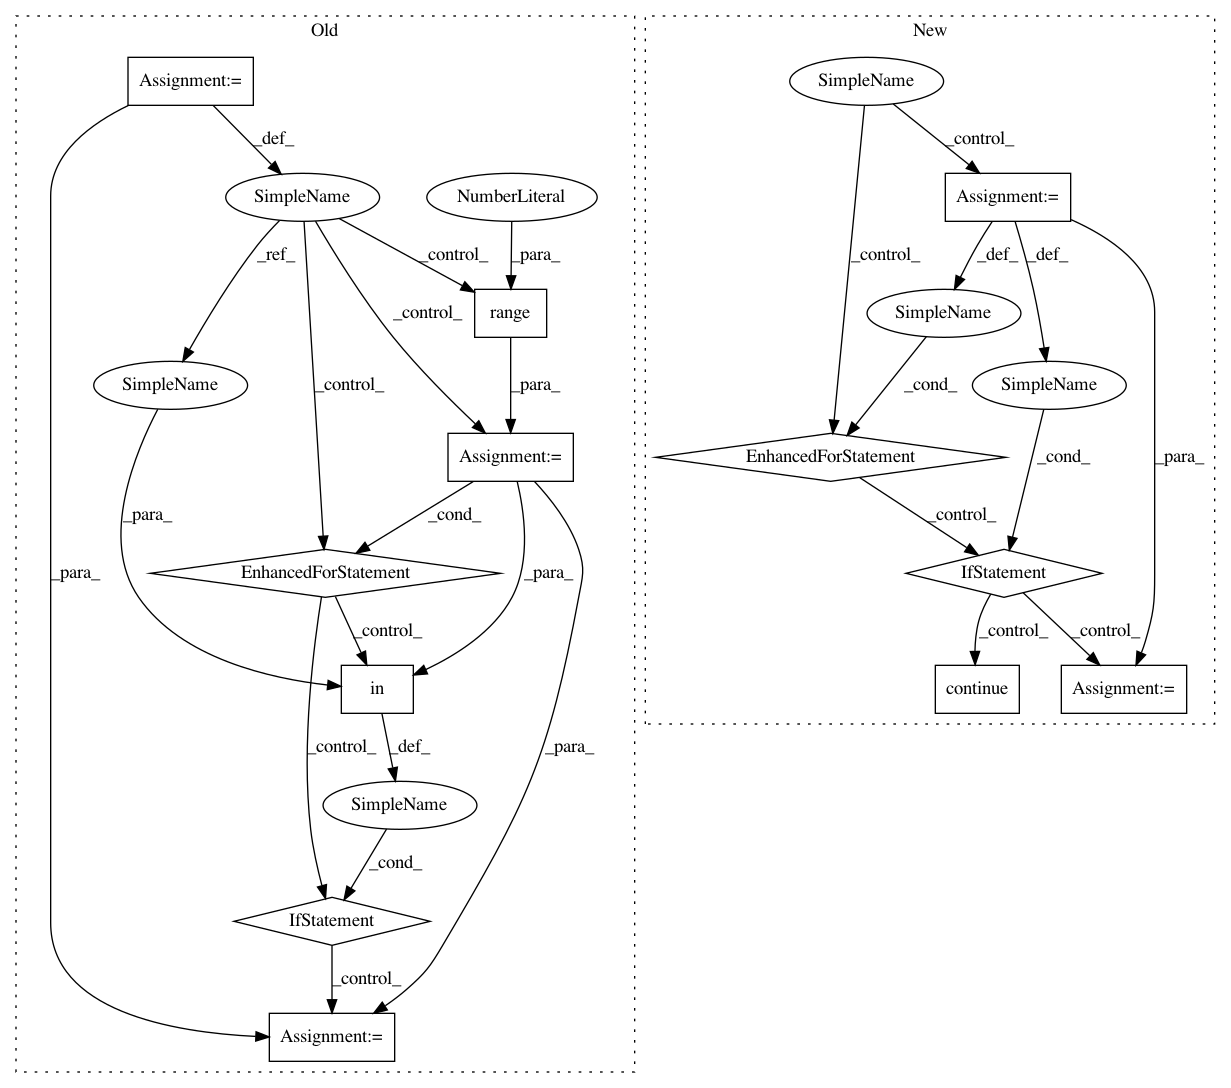 Old
New
Assignment:=
SimpleName
_def_
_control_
SimpleName
NumberLiteral
Assignment:=
_ref_
_control_
_para_
_control_
_def_
_def_
range
SimpleName
_control_
SimpleName
_control_
_para_
SimpleName
_cond_
Assignment:=
EnhancedForStatement
_cond_
_para_
_para_
_cond_
_control_
_para_
EnhancedForStatement
_para_
IfStatement
_control_
_control_
_control_
in
continue
Assignment:=
_control_
_def_
_para_
SimpleName
_cond_
IfStatement
_control_
Assignment:=